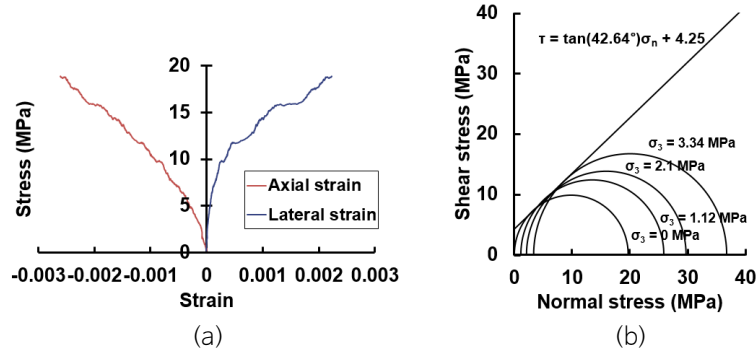 20
15
10
5
0
-0.003 -0.002 -0.001 0 0.001 0.002 0.003
Stress (MPa)
Strain
Axial strain
Lateral strain
(a)
40
30
20
10
0
0 10 20 30 40
Shear stress (MPa)
Normal stress (MPa)
τ = tan(42.64°)σn + 4.25
σ3 = 3.34 MPa
σ3 = 2.1 MPa
σ3 = 1.12 MPa
σ3 = 0 MPa
(b)